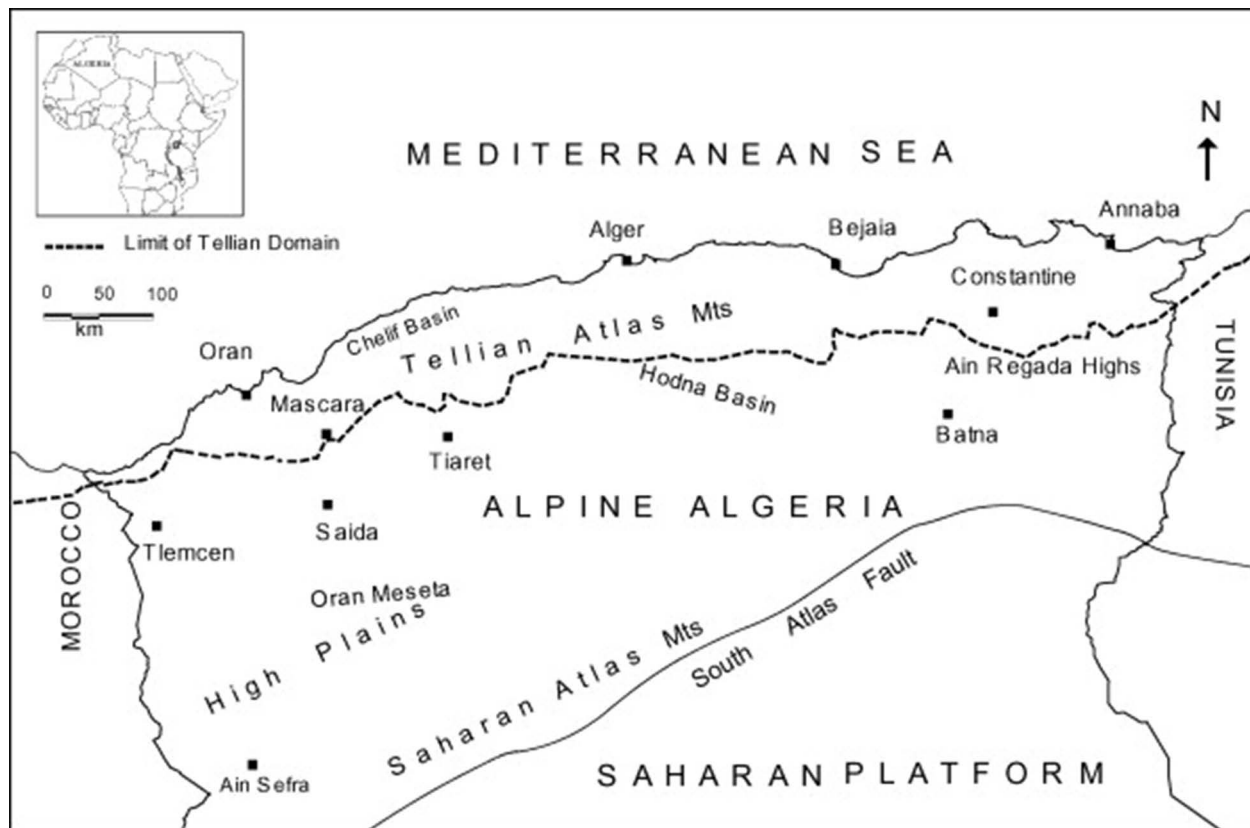 ALGERIA
N
MEDITERRANEAN SEA
Annaba
Alger
Bejaia
Limit of Tellian Domain
Constantine
0 50 100
km
Chelif Basin
Tellian Atlas Mts
Oran
TUNISIA
Ain Regada Highs
Hodna Basin
Mascara
Batna
Tiaret
ALPINE ALGERIA
Saida
Tlemcen
MOROCCO
Oran Meseta
High Plains
Saharan Atlas Mts
South Atlas Fault
Ain Sefra
SAHARAN PLATFORM